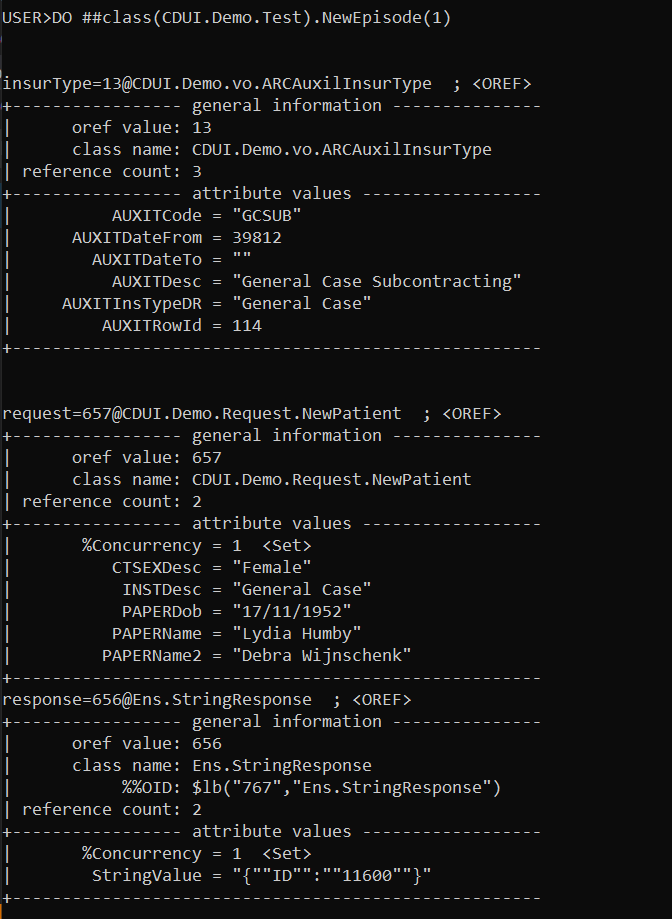 USER>DO ##class(CDUI.Demo.Test).NewEpisode(1)
insurType=13@CDUI.Demo.vo.ARCAuxilInsurType  ; <OREF>
+----------------- general information ---------------
|      oref value: 13
|      class name: CDUI.Demo.vo.ARCAuxilInsurType
| reference count: 3
+----------------- attribute values ------------------
|          AUXITCode = "GCSUB"
|      AUXITDateFrom = 39812
|        AUXITDateTo = ""
|          AUXITDesc = "General Case Subcontracting"
|     AUXITInsTypeDR = "General Case"
|         AUXITRowId = 114
+-----------------------------------------------------
request=657@CDUI.Demo.Request.NewPatient  ; <OREF>
+----------------- general information ---------------
|      oref value: 657
|      class name: CDUI.Demo.Request.NewPatient
| reference count: 2
+----------------- attribute values ------------------
|       %Concurrency = 1  <Set>
|          CTSEXDesc = "Female"
|           INSTDesc = "General Case"
|           PAPERDob = "17/11/1952"
|          PAPERName = "Lydia Humby"
|         PAPERName2 = "Debra Wijnschenk"
+-----------------------------------------------------
response=656@Ens.StringResponse  ; <OREF>
+----------------- general information ---------------
|      oref value: 656
|      class name: Ens.StringResponse
|           %%OID: $lb("767","Ens.StringResponse")
| reference count: 2
+----------------- attribute values ------------------
|       %Concurrency = 1  <Set>
|        StringValue = "{""ID"":""11600""}"
+-----------------------------------------------------